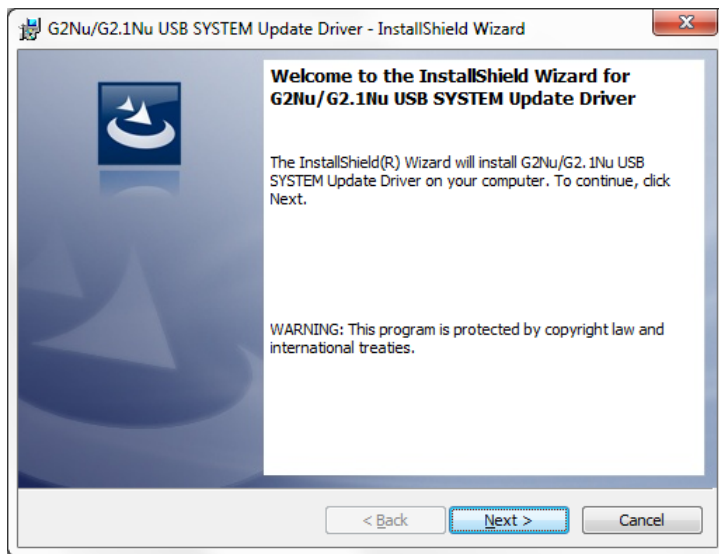 G2Nu/G2.1Nu USB SYSTEM Update Driver - InstallShield Wizard
Welcome to the InstallShield Wizard for
G2Nu/G2.1Nu USB SYSTEM Update Driver
The InstallShield(R) Wizard will install G2Nu/G2.1Nu USB
SYSTEM Update Driver on your computer. To continue, click
Next.
WARNING: This program is protected by copyright law and
international treaties.
< Back Next > Cancel